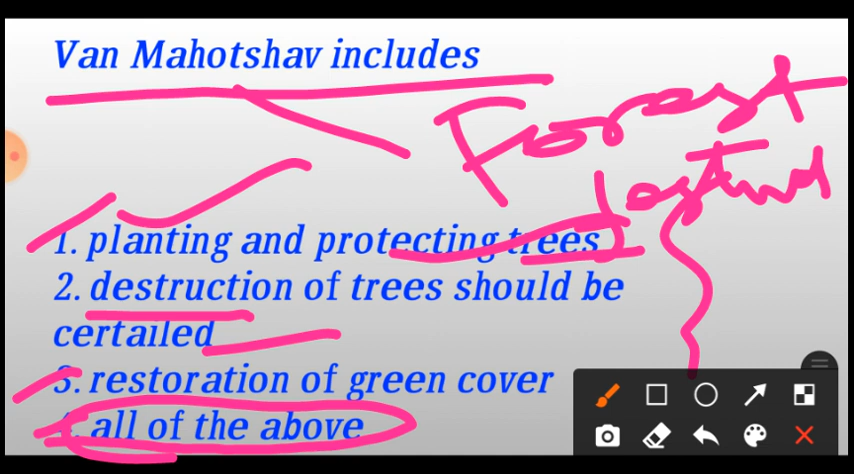 Van Mahotshav includes
Forest
1. planting and protecting trees
2. destruction of trees should be
certailed
3. restoration of green cover
4. all of the above